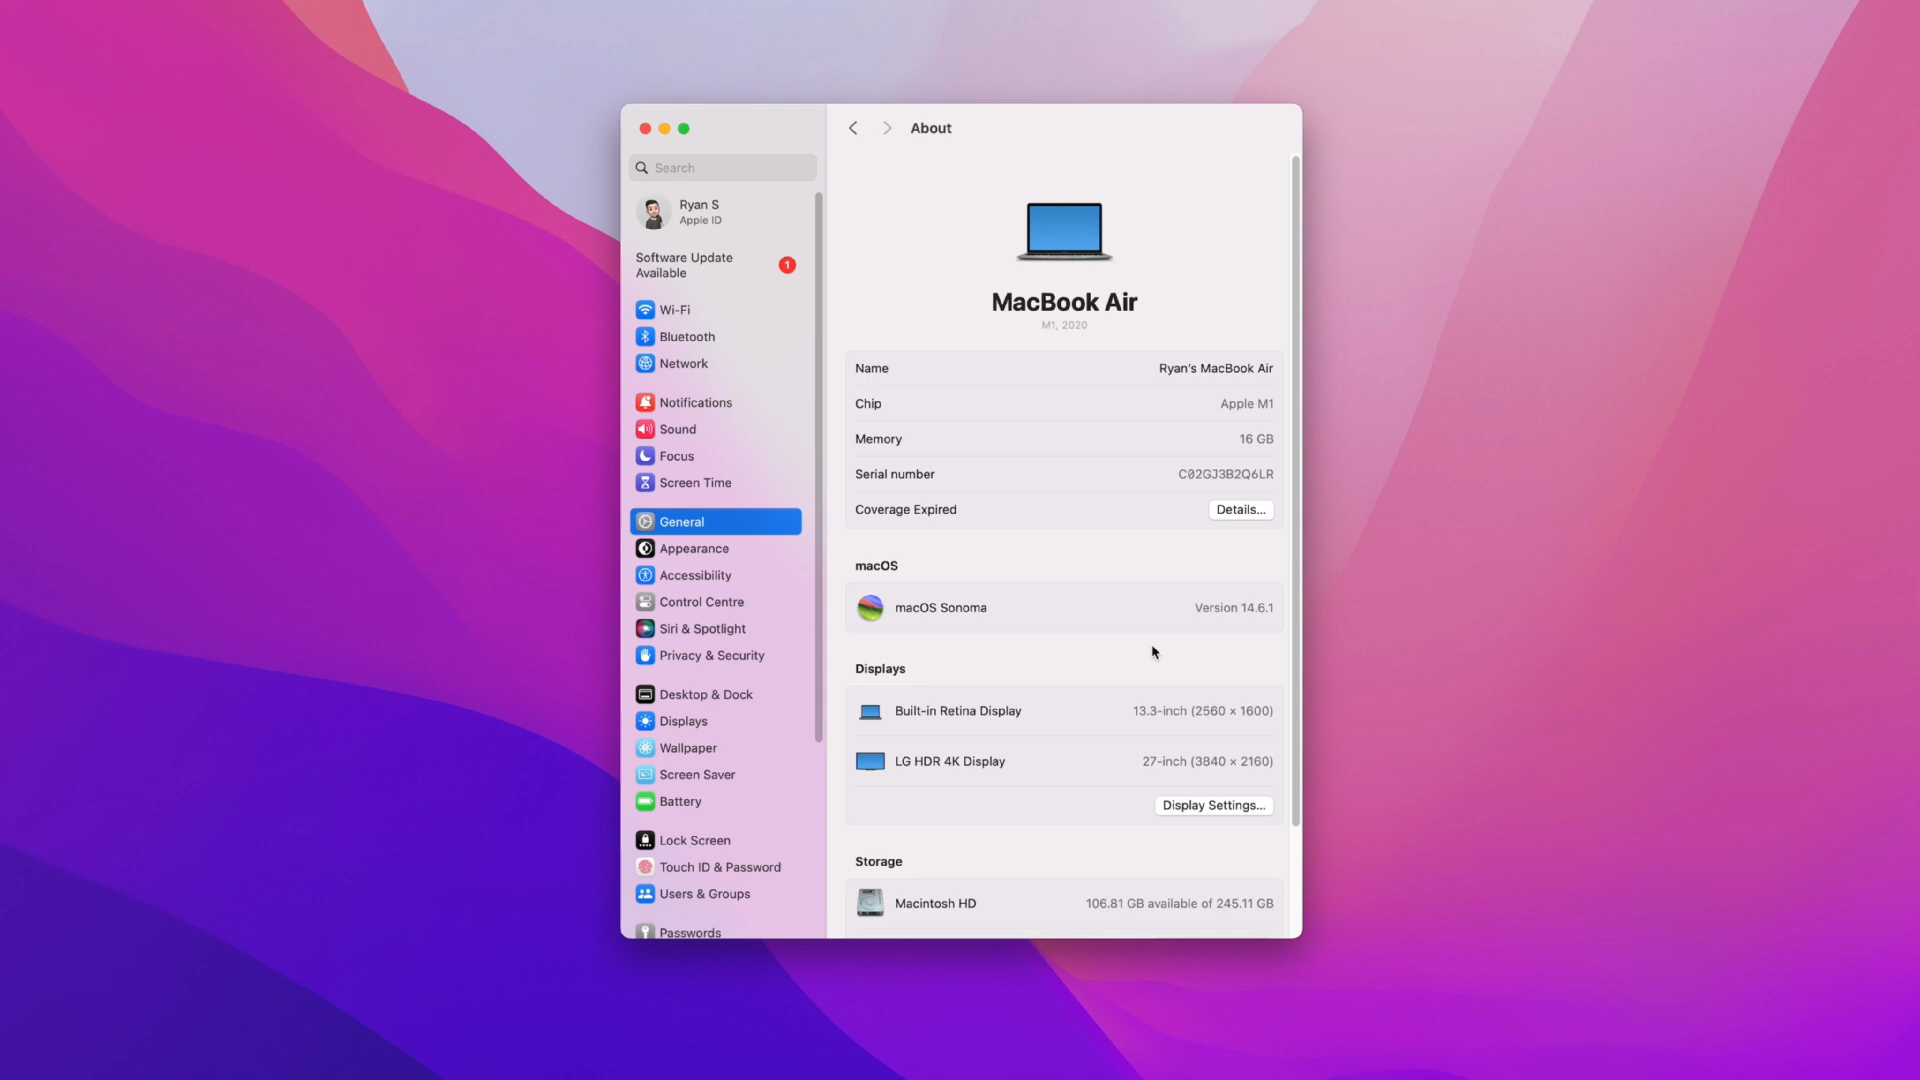 About
Search
Ryan S
Apple ID
Software Update
Available
1
Wi-Fi
Bluetooth
Network
Notifications
Sound
Focus
Screen Time
General
Appearance
Accessibility
Control Centre
Siri & Spotlight
Privacy & Security
Desktop & Dock
Displays
Wallpaper
Screen Saver
Battery
Lock Screen
Touch ID & Password
Users & Groups
Passwords
MacBook Air
M1, 2020
Name Ryan's MacBook Air
Chip Apple M1
Memory 16 GB
Serial number C02GJ3B2Q6LR
Coverage Expired Details...
macOS
macOS Sonoma Version 14.6.1
Displays
Built-in Retina Display 13.3-inch (2560 × 1600)
LG HDR 4K Display 27-inch (3840 × 2160)
Display Settings...
Storage
Macintosh HD 106.81 GB available of 245.11 GB